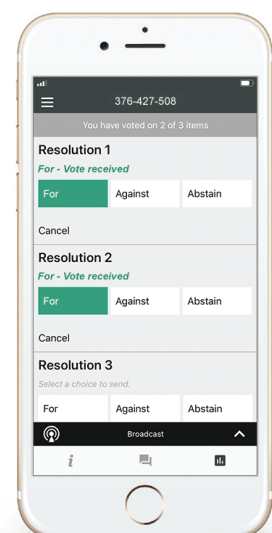 376-427-508
You have voted on 2 of 3 items
Resolution 1
For - Vote received
For Against Abstain
Cancel
Resolution 2
For - Vote received
For Against Abstain
Cancel
Resolution 3
Select a choice to send.
For Against Abstain
Broadcast
i